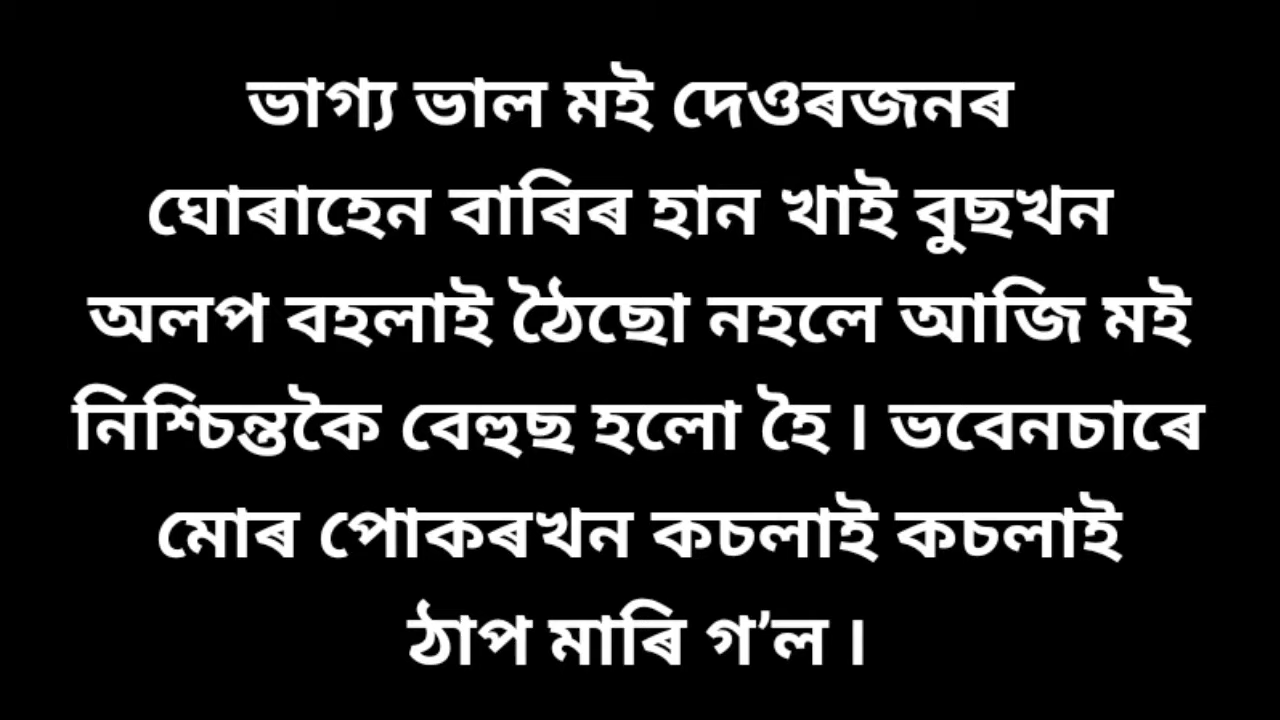 ভাগ্য ভাল মই দেওৰজনৰ
ঘোৰাহেন বাৰিৰ হান খাই বুছখন
অলপ বহলাই ঠৈছো নহলে আজি মই
নিশ্চিন্তকৈ বেহুছ হলো হৈ । ভবেনচাৰে
মোৰ পোকৰখন কচলাই কচলাই
ঠাপ মাৰি গ’ল ।